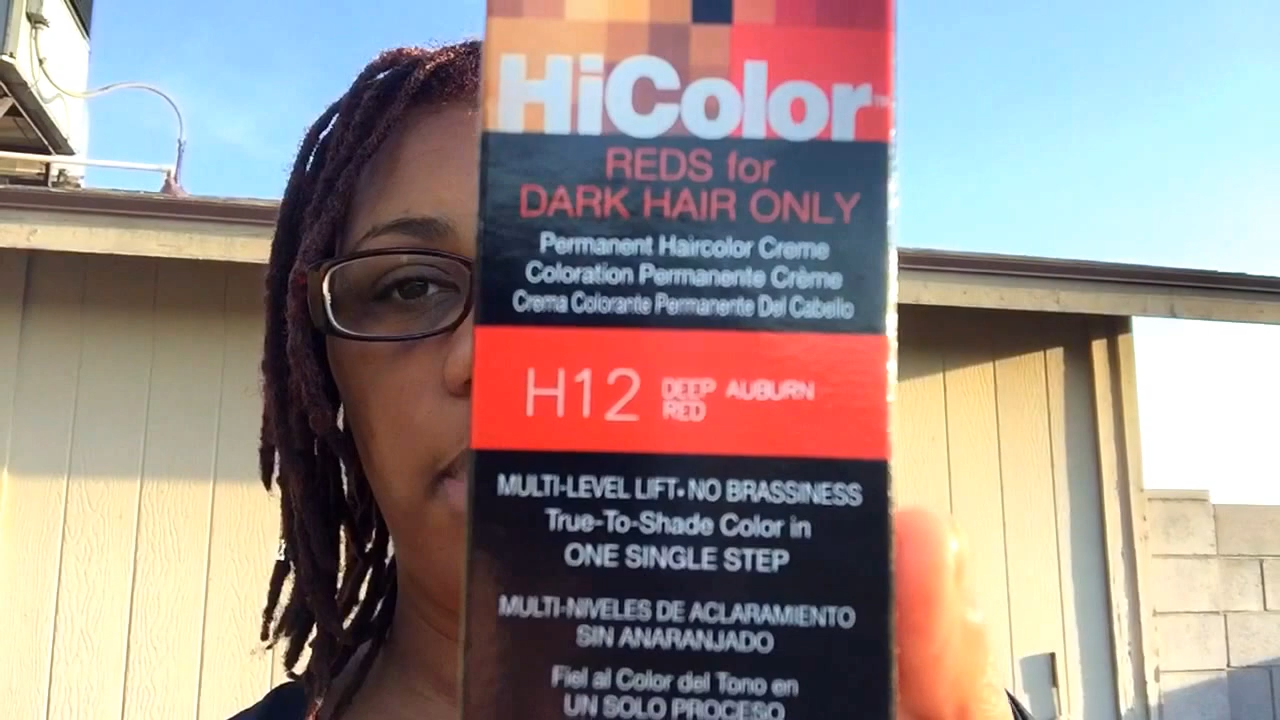 HiColor™
REDS for
DARK HAIR ONLY
Permanent Haircolor Creme
Coloration Permanente Crème
Crema Colorante Permanente Del Cabello
H12 DEEP AUBURN
RED
MULTI-LEVEL LIFT• NO BRASSINESS
True-To-Shade Color in
ONE SINGLE STEP
MULTI-NIVELES DE ACLARAMIENTO
SIN ANARANJADO
Fiel al Color del Tono en
UN SOLO PROCESO